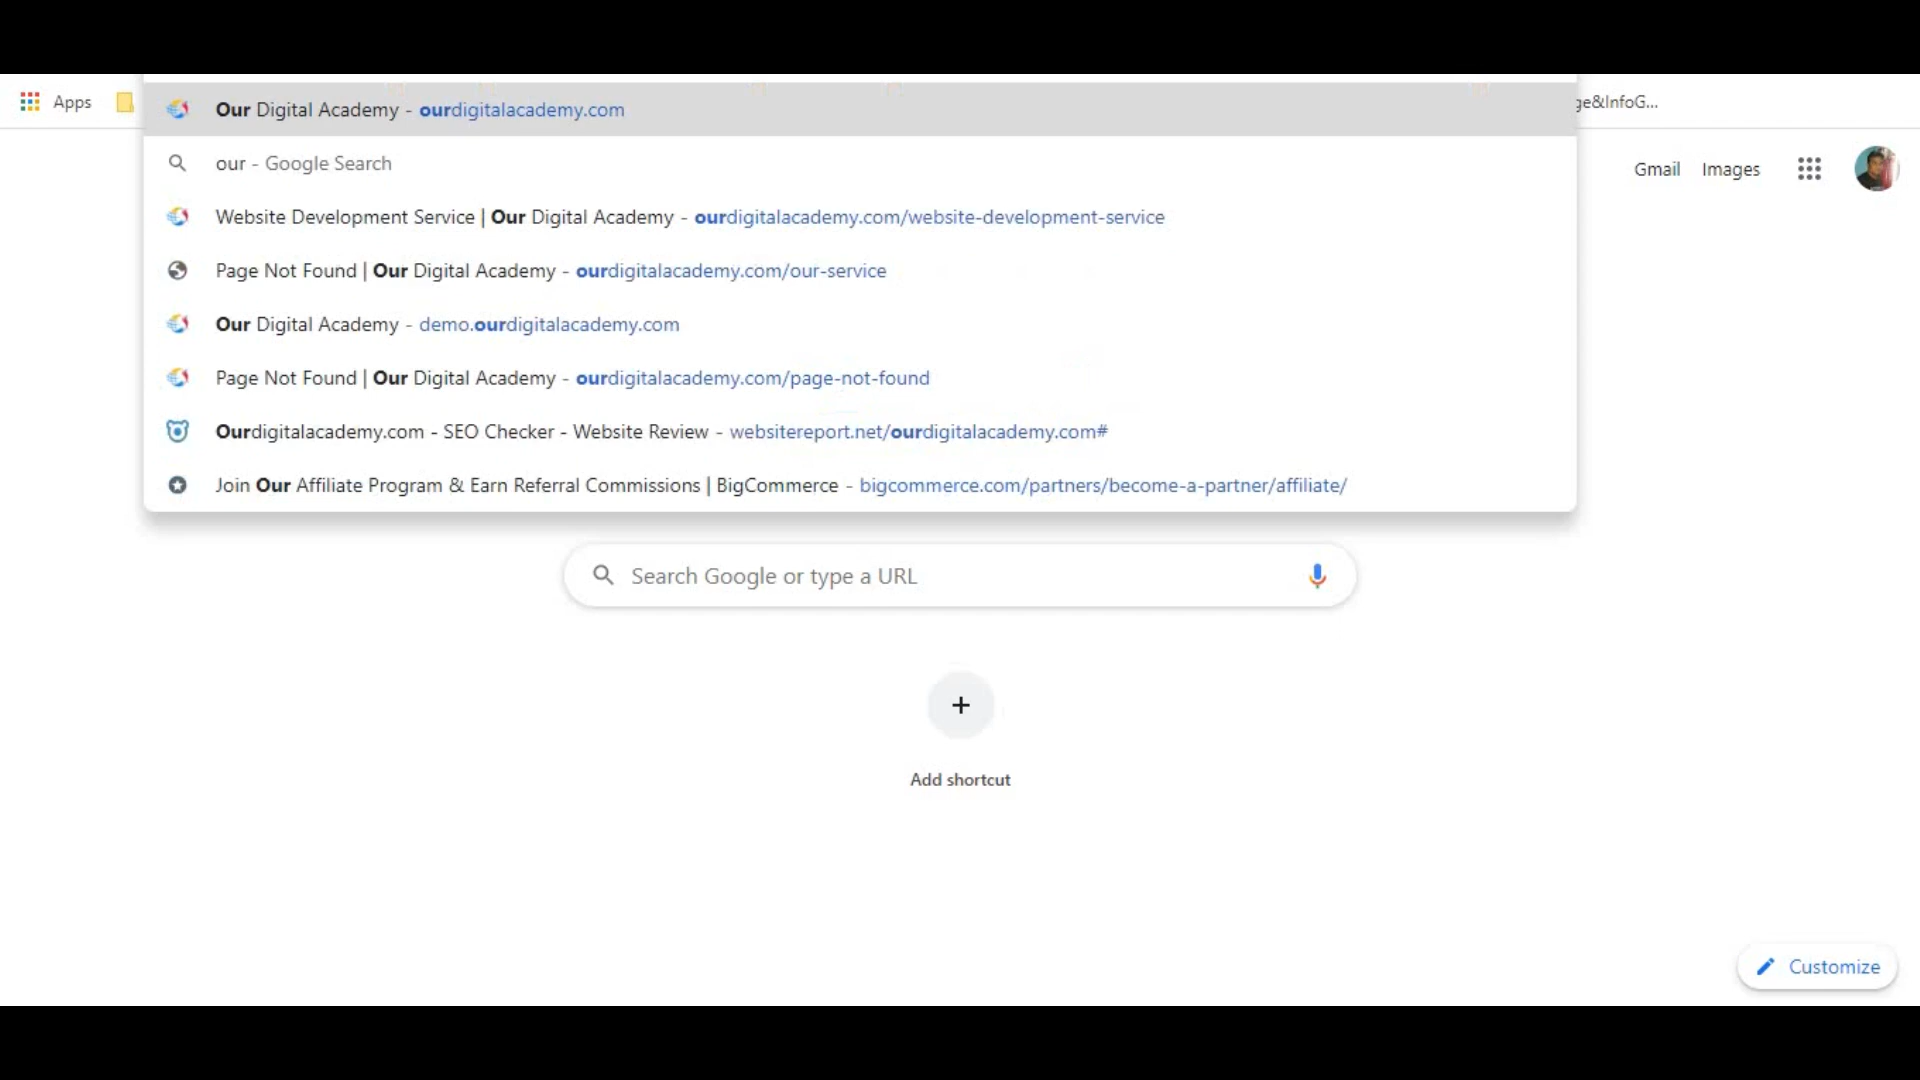 Apps
Our Digital Academy - ourdigitalacademy.com
ge&InfoG...
our - Google Search
Gmail Images
Website Development Service | Our Digital Academy - ourdigitalacademy.com/website-development-service
Page Not Found | Our Digital Academy - ourdigitalacademy.com/our-service
Our Digital Academy - demo.ourdigitalacademy.com
Page Not Found | Our Digital Academy - ourdigitalacademy.com/page-not-found
Ourdigitalacademy.com - SEO Checker - Website Review - websitereport.net/ourdigitalacademy.com#
Join Our Affiliate Program & Earn Referral Commissions | BigCommerce - bigcommerce.com/partners/become-a-partner/affiliate/
Search Google or type a URL
Add shortcut
Customize